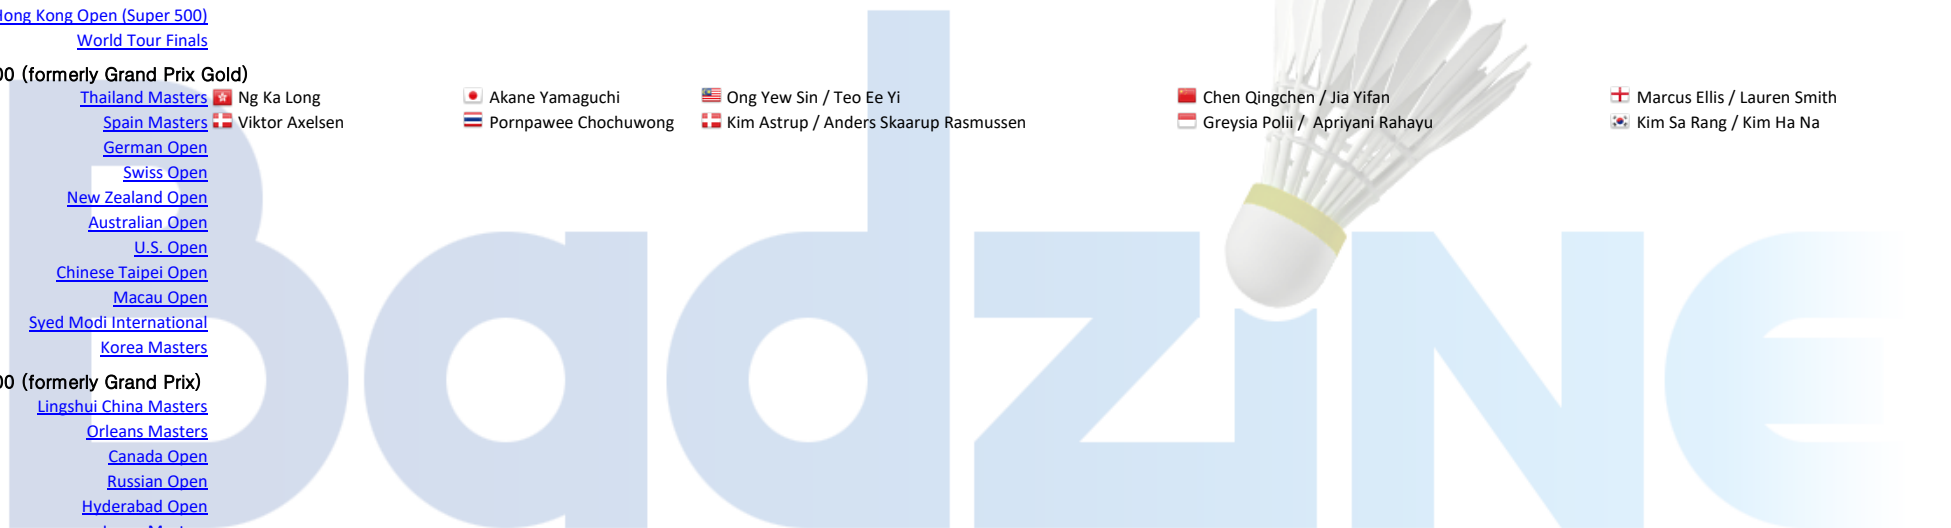 Hong Kong Open (Super 500)
World Tour Finals
00 (formerly Grand Prix Gold)
Thailand Masters Ng Ka Long Akane Yamaguchi Ong Yew Sin / Teo Ee Yi Chen Qingchen / Jia Yifan Marcus Ellis / Lauren Smith
Spain Masters Viktor Axelsen Pornpawee Chochuwong Kim Astrup / Anders Skaarup Rasmussen Greysia Polii / Apriyani Rahayu Kim Sa Rang / Kim Ha Na
German Open
Swiss Open
New Zealand Open
Australian Open
U.S. Open
Chinese Taipei Open
Macau Open
Syed Modi International
Korea Masters
00 (formerly Grand Prix)
Lingshui China Masters
Orleans Masters
Canada Open
Russian Open
Hyderabad Open
BadziNe